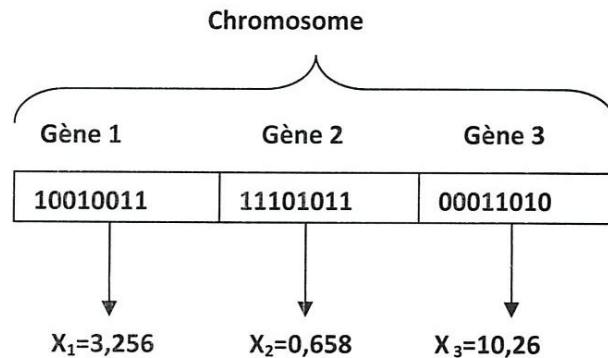 Chromosome
Gène 1 Gène 2 Gène 3
10010011 11101011 00011010
X₁=3,256 X₂=0,658 X₃=10,26